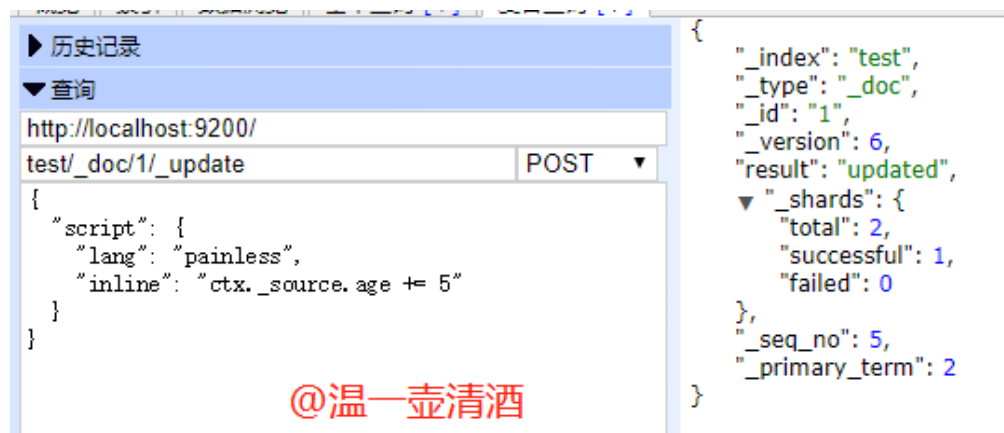 ▶ 历史记录
▼ 查询
http://localhost:9200/
test/_doc/1/_update POST ▼
{
"script": {
"lang": "painless",
"inline": "ctx._source.age += 5"
}
}
@温一壶清酒
{
"_index": "test",
"_type": "_doc",
"_id": "1",
"_version": 6,
"result": "updated",
▼ "_shards": {
"total": 2,
"successful": 1,
"failed": 0
},
"_seq_no": 5,
"_primary_term": 2
}